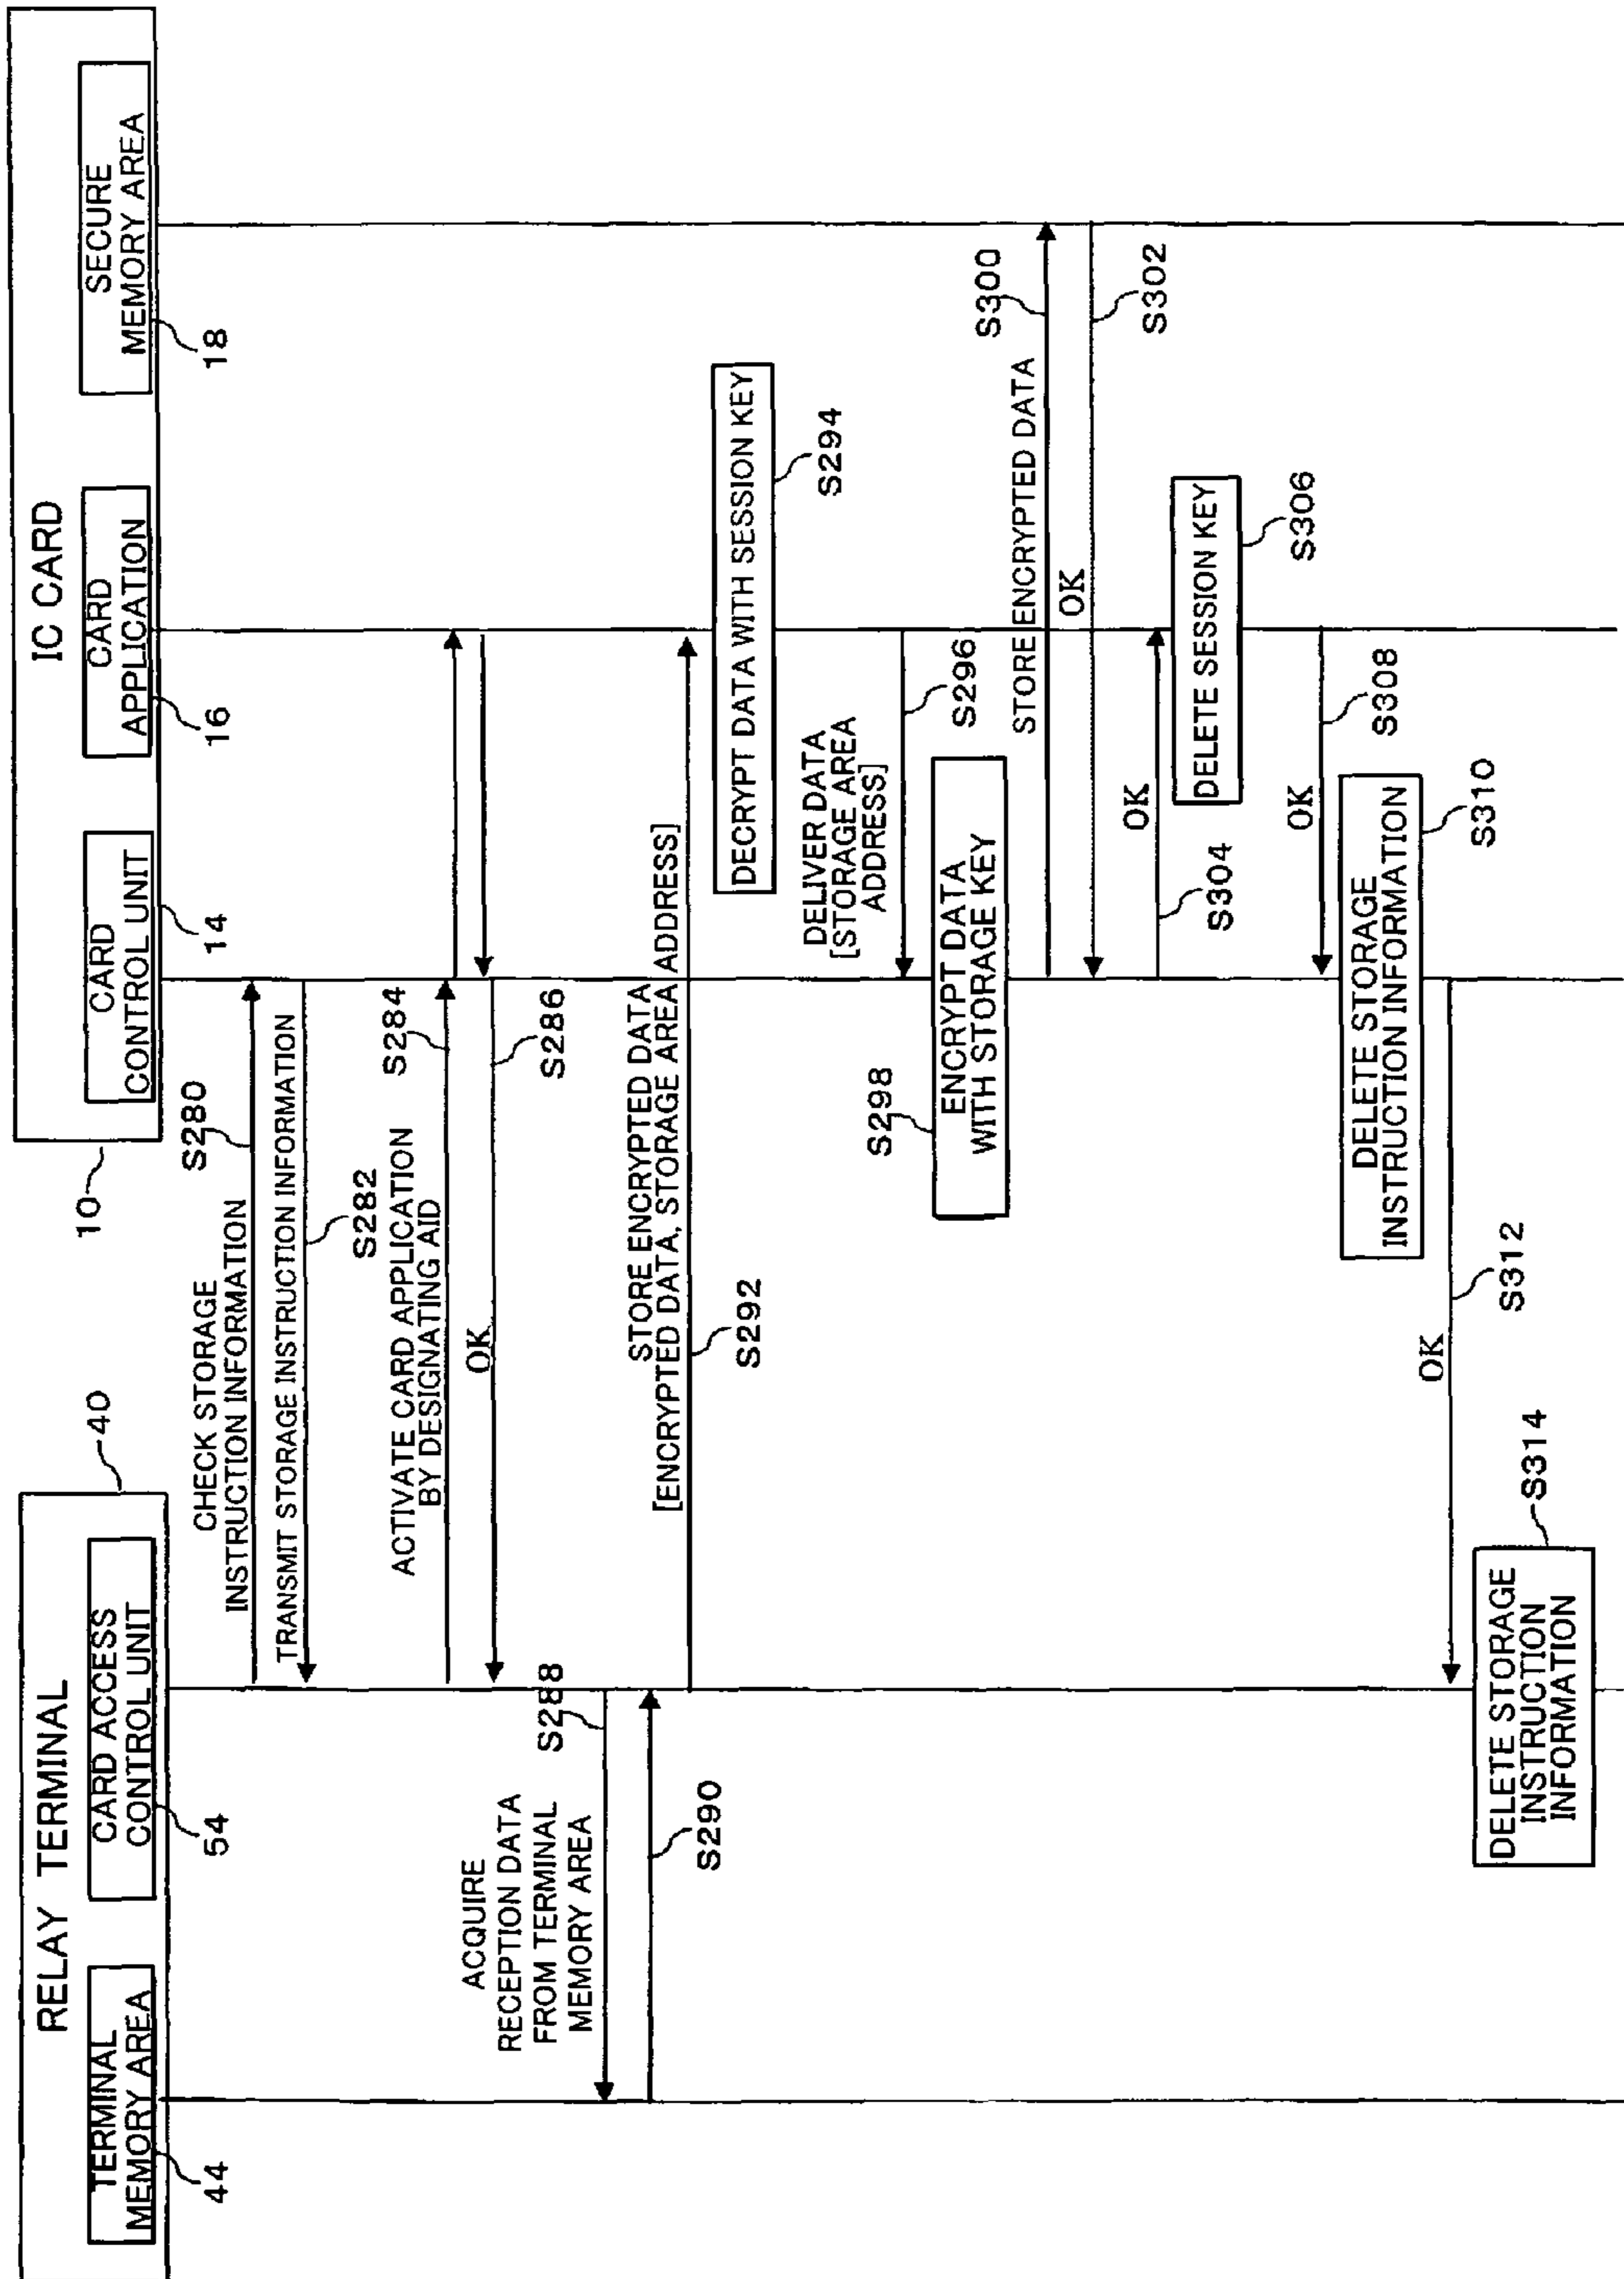 RELAY TERMINAL
TERMINAL
MEMORY AREA
44
CARD ACCESS
CONTROL UNIT
54
40
IC CARD
10
CARD
CONTROL UNIT
14
CARD
APPLICATION
16
SECURE
MEMORY AREA
18
CHECK STORAGE
INSTRUCTION INFORMATION
S280
TRANSMIT STORAGE INSTRUCTION INFORMATION
S282
ACTIVATE CARD APPLICATION
BY DESIGNATING AID
S284
OK
S286
ACQUIRE
RECEPTION DATA
FROM TERMINAL
MEMORY AREA
S288
S290
STORE ENCRYPTED DATA
[ENCRYPTED DATA, STORAGE AREA ADDRESS]
S292
DECRYPT DATA WITH SESSION KEY
S294
DELIVER DATA
[STORAGE AREA
ADDRESS]
S296
S298
ENCRYPT DATA
WITH STORAGE KEY
STORE ENCRYPTED DATA
S300
OK
S302
S304
OK
DELETE SESSION KEY
S306
OK
S308
DELETE STORAGE
INSTRUCTION INFORMATION
S310
OK
S312
DELETE STORAGE
INSTRUCTION
INFORMATION
S314